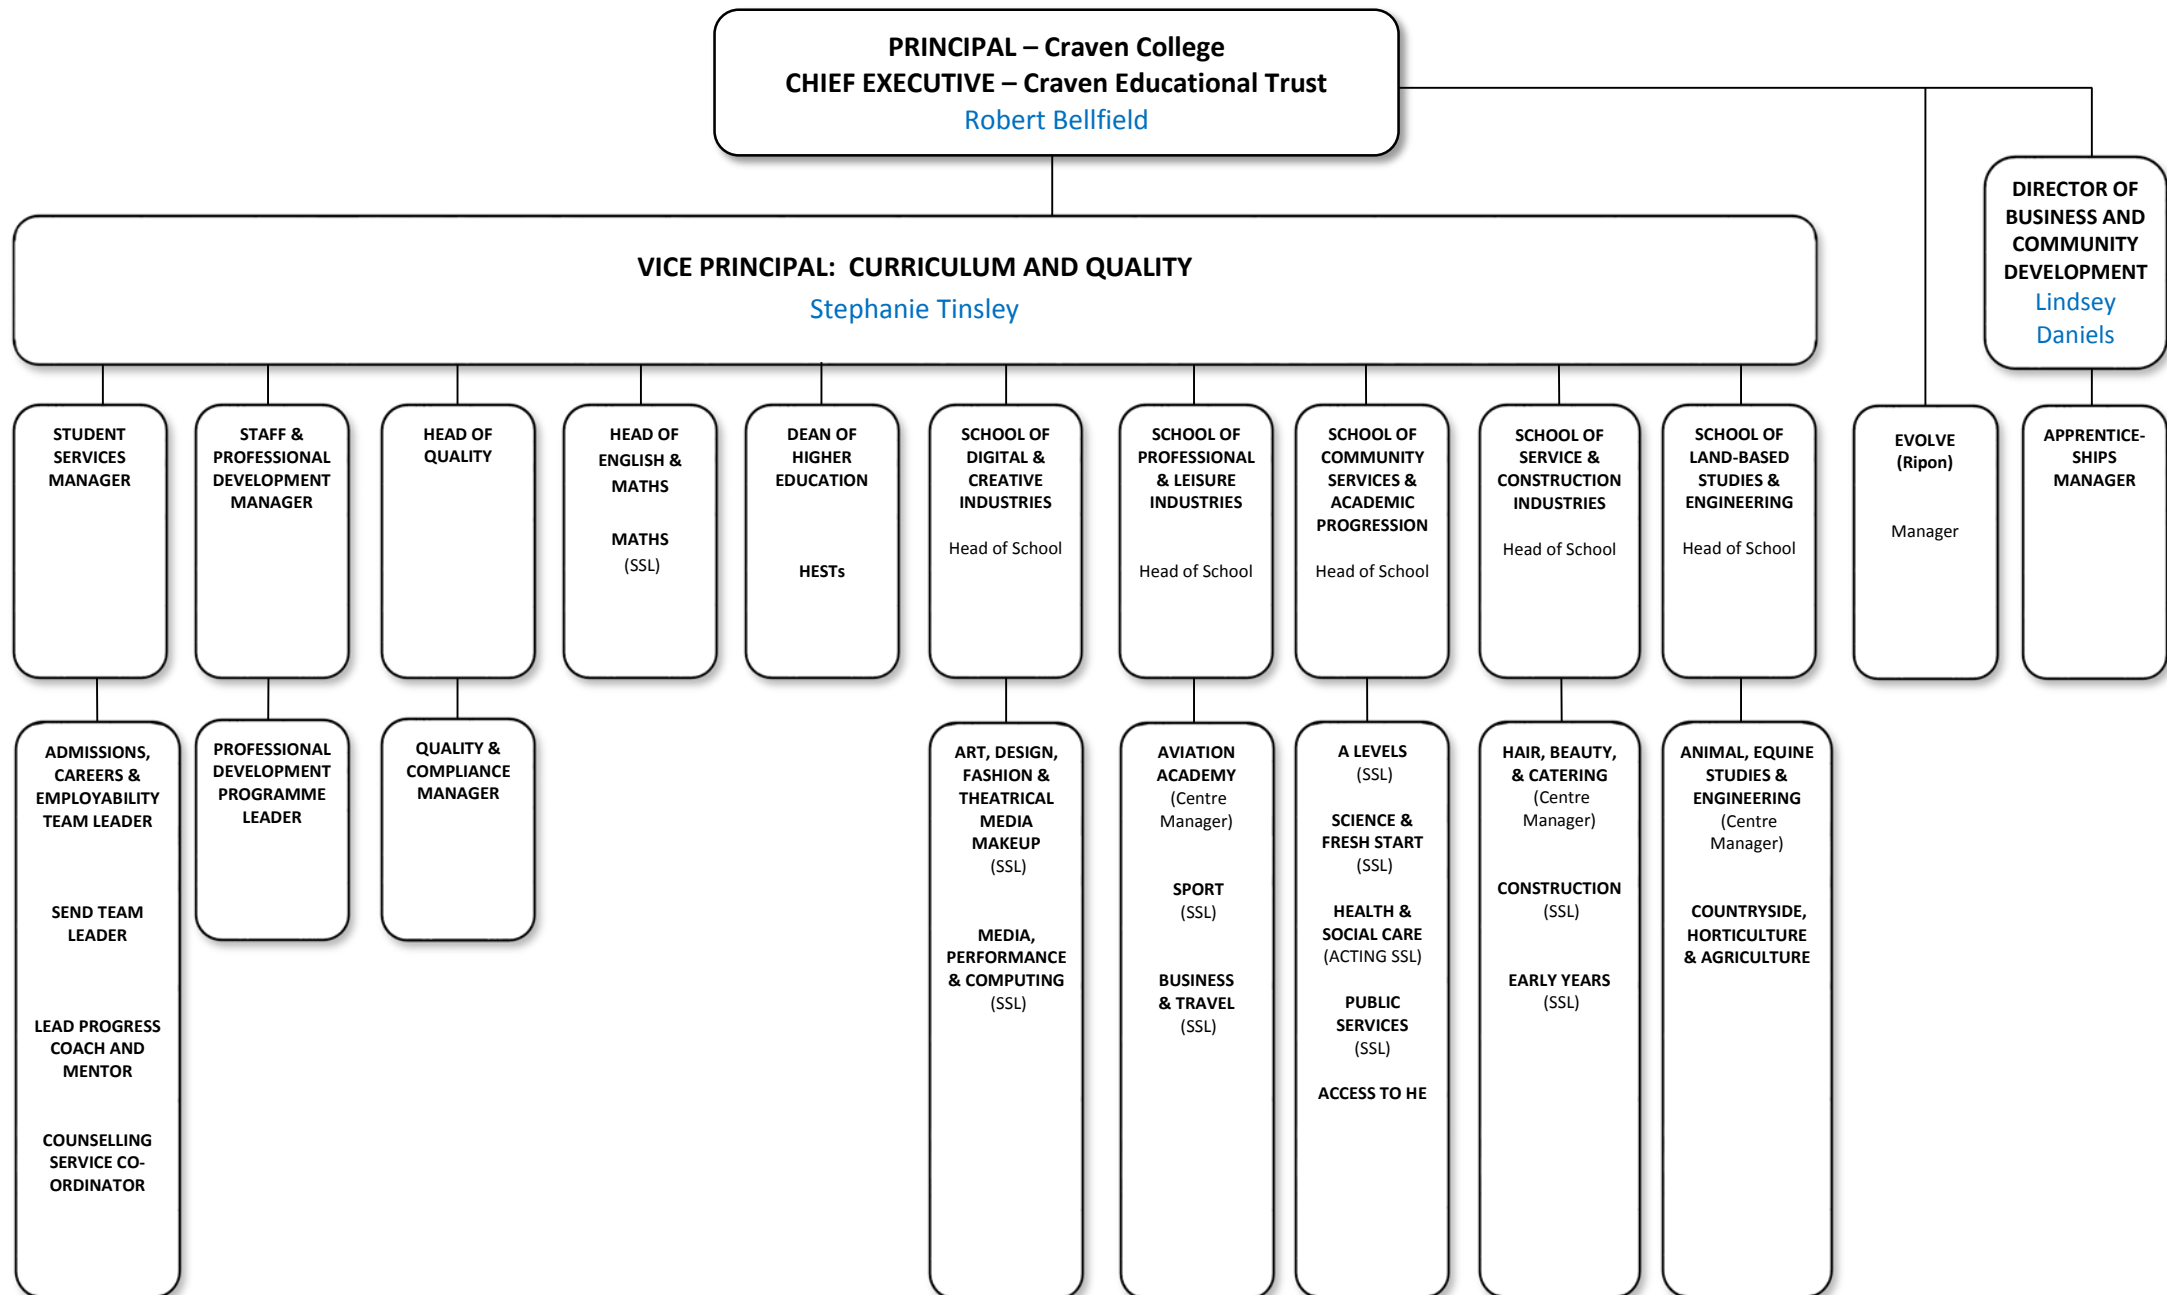 PRINCIPAL – Craven College
CHIEF EXECUTIVE – Craven Educational Trust
Robert Bellfield
DIRECTOR OF
BUSINESS AND
COMMUNITY
DEVELOPMENT
Lindsey
Daniels
VICE PRINCIPAL:  CURRICULUM AND QUALITY
Stephanie Tinsley
STUDENT
SERVICES
MANAGER
STAFF &
PROFESSIONAL
DEVELOPMENT
MANAGER
HEAD OF
QUALITY
HEAD OF
ENGLISH &
MATHS
MATHS
(SSL)
DEAN OF
HIGHER
EDUCATION
HESTs
SCHOOL OF
DIGITAL &
CREATIVE
INDUSTRIES
Head of School
SCHOOL OF
PROFESSIONAL
& LEISURE
INDUSTRIES
Head of School
SCHOOL OF
COMMUNITY
SERVICES &
ACADEMIC
PROGRESSION
Head of School
SCHOOL OF
SERVICE &
CONSTRUCTION
INDUSTRIES
Head of School
SCHOOL OF
LAND-BASED
STUDIES &
ENGINEERING
Head of School
EVOLVE
(Ripon)
Manager
APPRENTICE-
SHIPS
MANAGER
ADMISSIONS,
CAREERS &
EMPLOYABILITY
TEAM LEADER
SEND TEAM
LEADER
LEAD PROGRESS
COACH AND
MENTOR
COUNSELLING
SERVICE CO-
ORDINATOR
PROFESSIONAL
DEVELOPMENT
PROGRAMME
LEADER
QUALITY &
COMPLIANCE
MANAGER
ART, DESIGN,
FASHION &
THEATRICAL
MEDIA
MAKEUP
(SSL)
MEDIA,
PERFORMANCE
& COMPUTING
(SSL)
AVIATION
ACADEMY
(Centre
Manager)
SPORT
(SSL)
BUSINESS
& TRAVEL
(SSL)
A LEVELS
(SSL)
SCIENCE &
FRESH START
(SSL)
HEALTH &
SOCIAL CARE
(ACTING SSL)
PUBLIC
SERVICES
(SSL)
ACCESS TO HE
HAIR, BEAUTY,
& CATERING
(Centre
Manager)
CONSTRUCTION
(SSL)
EARLY YEARS
(SSL)
ANIMAL, EQUINE
STUDIES &
ENGINEERING
(Centre
Manager)
COUNTRYSIDE,
HORTICULTURE
& AGRICULTURE